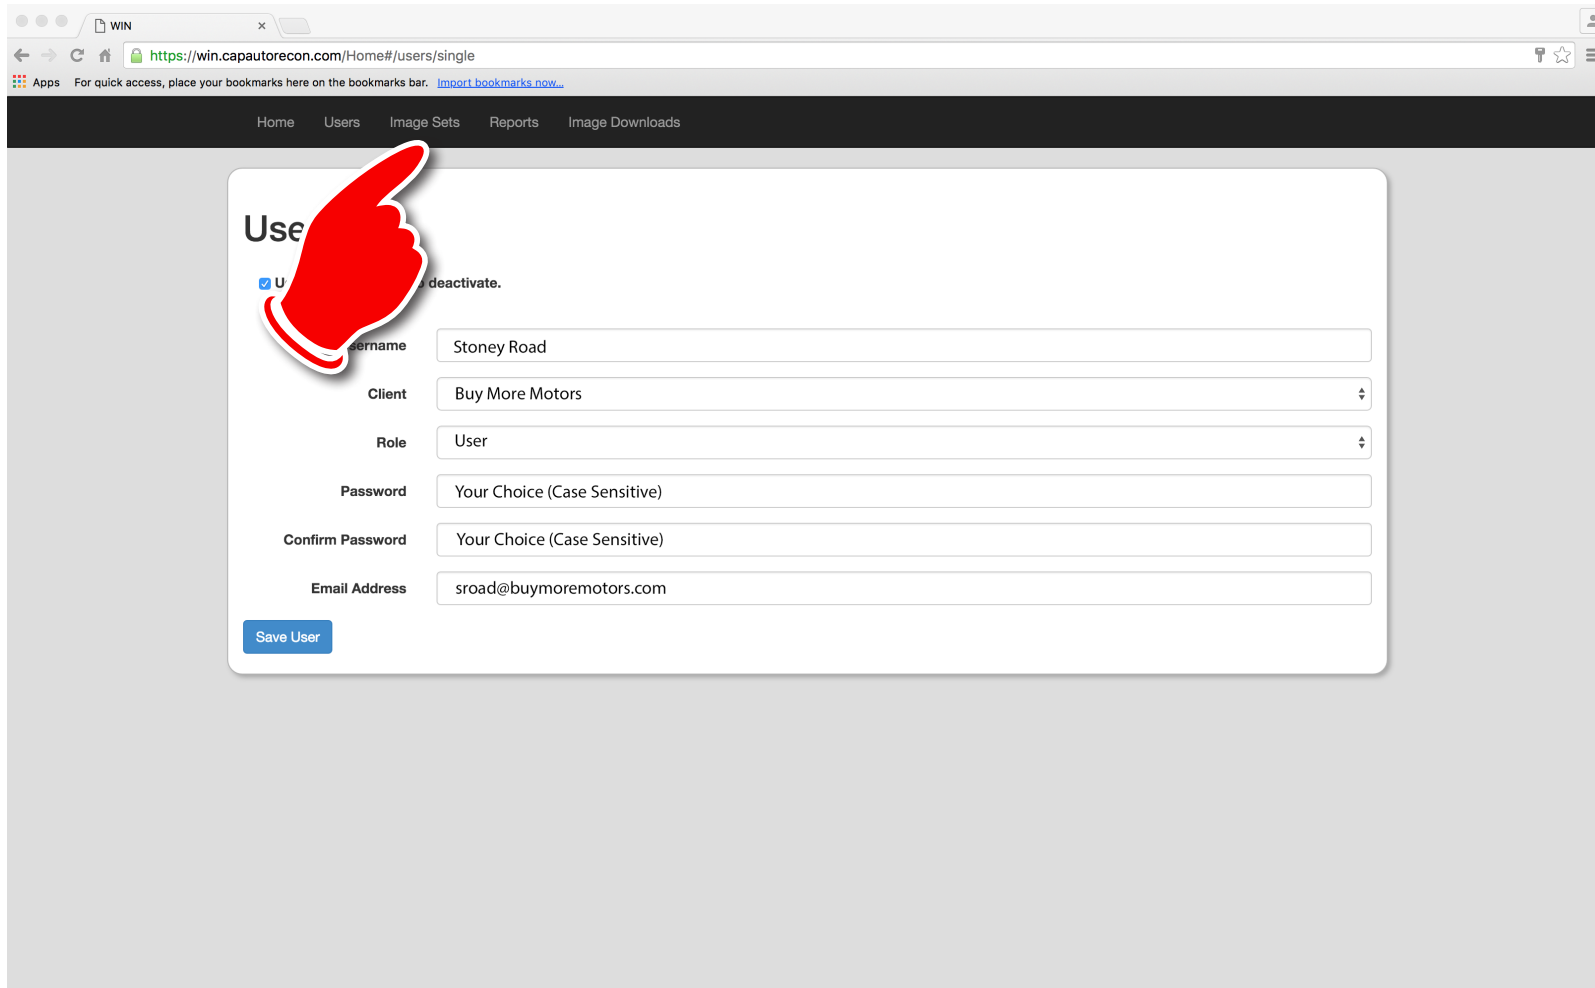 WIN
https://win.capautorecon.com/Home#/users/single
Apps For quick access, place your bookmarks here on the bookmarks bar. Import bookmarks now...
Home Users Image Sets Reports Image Downloads
deactivate.
Stoney Road
Client Buy More Motors
Role User
Password Your Choice (Case Sensitive)
Confirm Password Your Choice (Case Sensitive)
Email Address sroad@buymoremotors.com
Save User